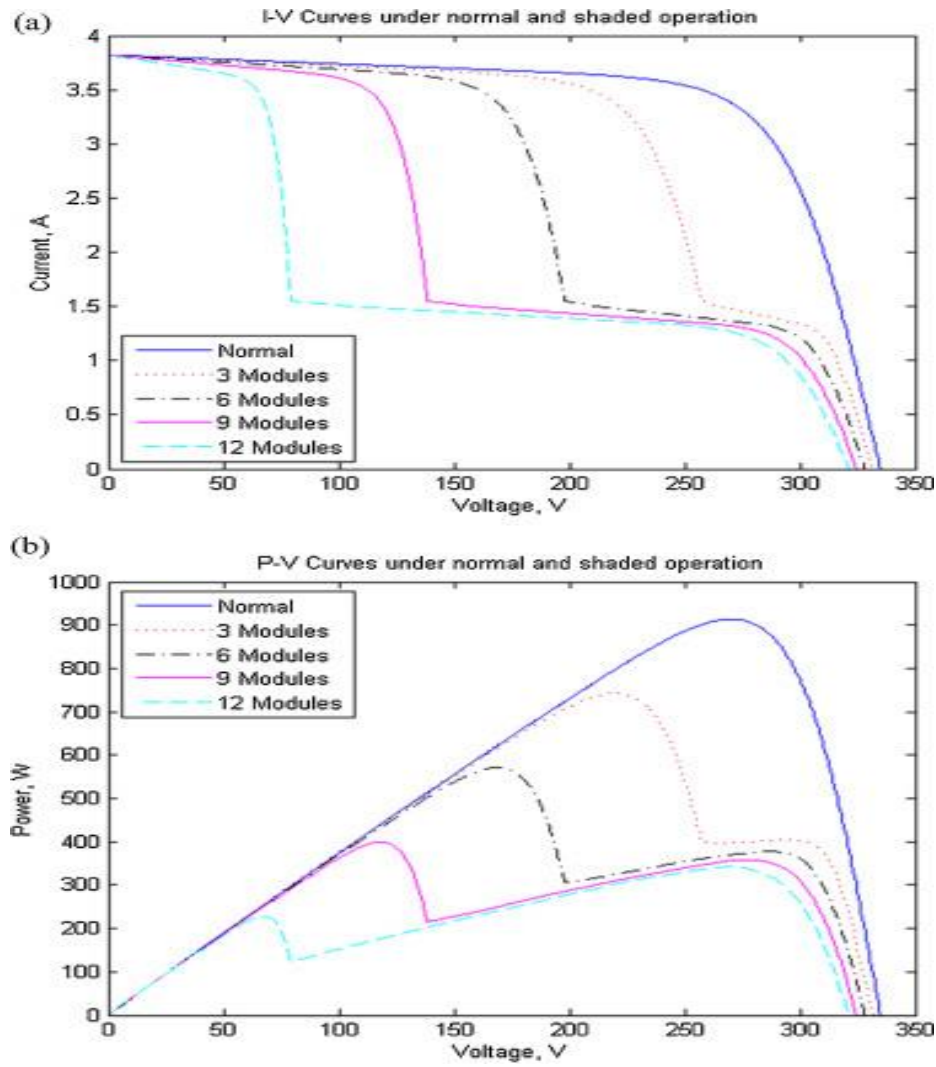 (a)
I-V Curves under normal and shaded operation
4
3.5
3
2.5
2
1.5
1
0.5
0
Current, A
Normal
3 Modules
6 Modules
9 Modules
12 Modules
0 50 100 150 200 250 300 350
Voltage, V
(b)
P-V Curves under normal and shaded operation
1000
900
800
700
600
500
400
300
200
100
0
Power, W
Normal
3 Modules
6 Modules
9 Modules
12 Modules
0 50 100 150 200 250 300 350
Voltage, V